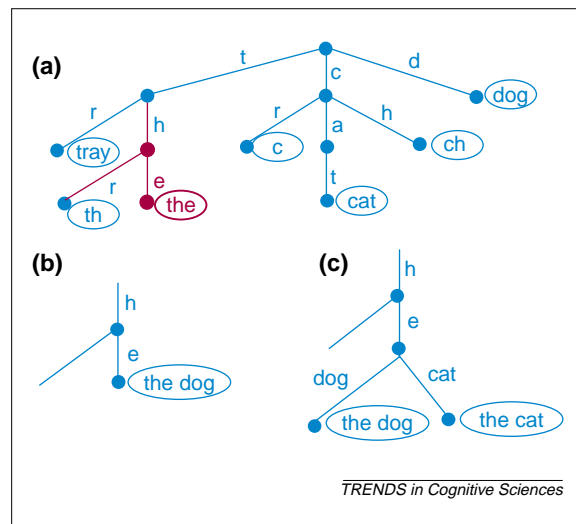 (a)
t
c
d
r
h
r
a
h
dog
tray
c
ch
r
e
t
th
the
cat
(b)
h
e
the dog
(c)
h
e
dog
cat
the dog
the cat
TRENDS in Cognitive Sciences